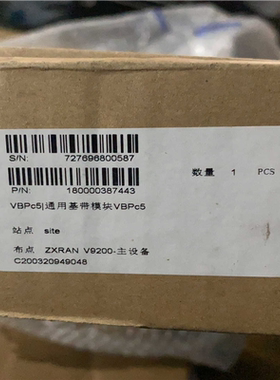 S/N: 727696800587
P/N: 180000387443
数量 1 PCS
VBPc5|通用基带模块VBPc5
站点 site
布点 ZXRAN V9200-主设备
C200320949048